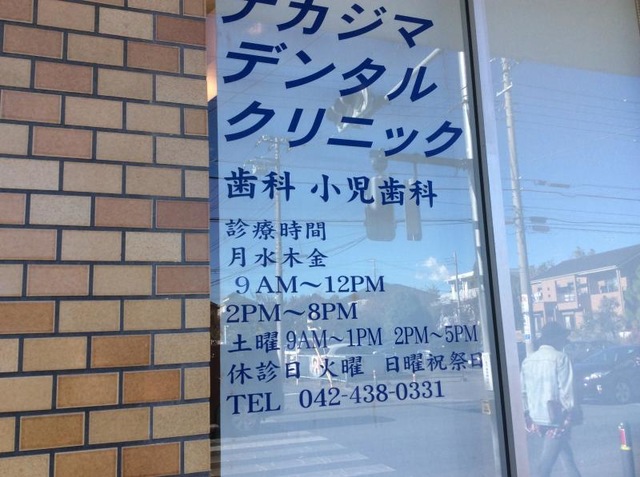 ナカジマ
デンタル
クリニック
歯科 小児歯科
診療時間
月水木金
9AM〜12PM
2PM〜8PM
土曜 9AM〜1PM 2PM〜5PM
休診日 火曜 日曜祝祭日
TEL 042-438-0331